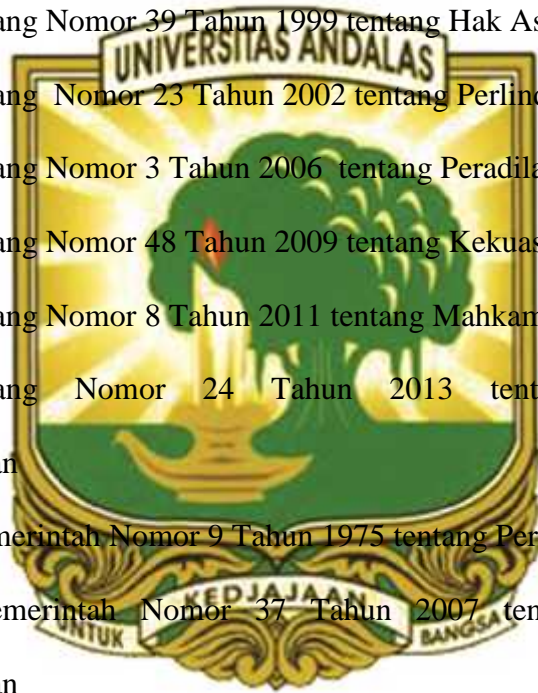 ang Nomor 39 Tahun 1999 tentang Hak As
UNIVERSITAS ANDALAS
ang Nomor 23 Tahun 2002 tentang Perlind
ang Nomor 3 Tahun 2006 tentang Peradila
ang Nomor 48 Tahun 2009 tentang Kekuas
ang Nomor 8 Tahun 2011 tentang Mahkam
ang Nomor 24 Tahun 2013 tent
an
merintah Nomor 9 Tahun 1975 tentang Per
emerintah Nomor 37 Tahun 2007 ten
UNTUK KEDJAJAAN BANGSA
an